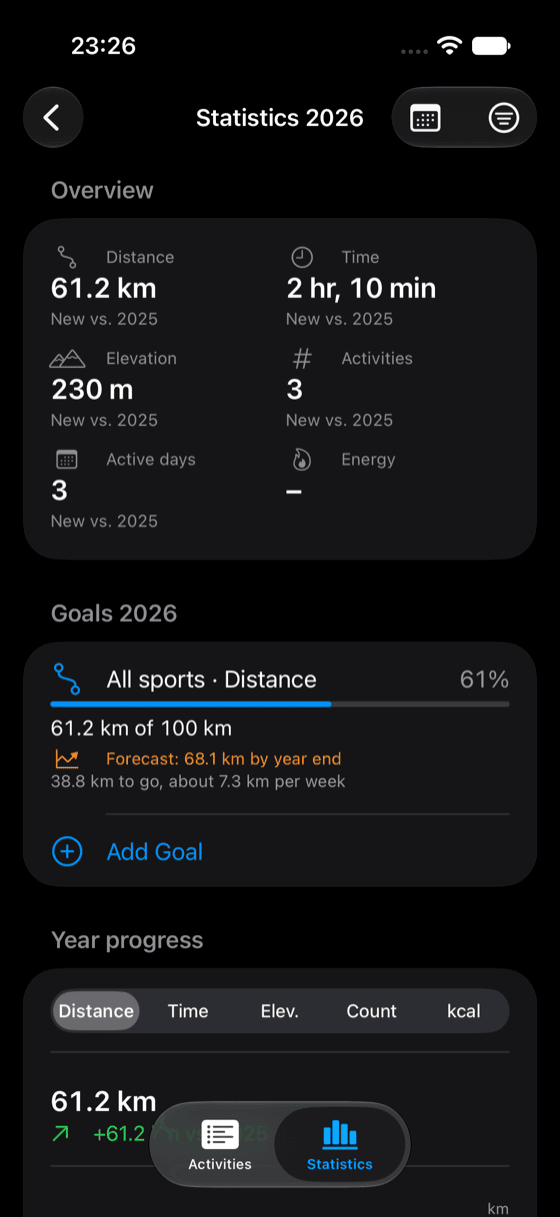 23:26
Statistics 2026
Overview
Distance
Time
61.2 km
2 hr, 10 min
New vs. 2025
New vs. 2025
Elevation
Activities
230 m
3
New vs. 2025
New vs. 2025
Active days
Energy
3
–
New vs. 2025
Goals 2026
All sports · Distance
61%
61.2 km of 100 km
Forecast: 68.1 km by year end
38.8 km to go, about 7.3 km per week
Add Goal
Year progress
Distance
Time
Elev.
Count
kcal
61.2 km
+61.2
Activities
Statistics
km